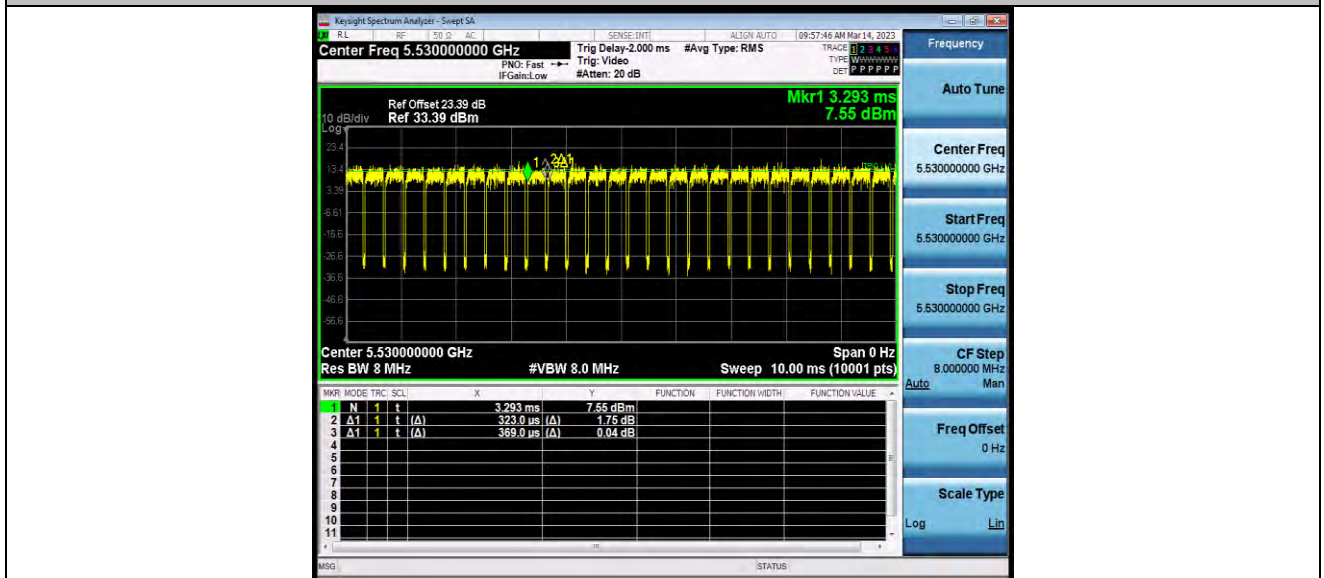 Keysight Spectrum Analyzer - Swept SA
RL RF 50 Ω AC SENSE:INT ALIGN AUTO 09:57:46 AM Mar 14, 2023
Center Freq 5.530000000 GHz
PNO: Fast
IFGain:Low
Trig Delay-2.000 ms
Trig: Video
#Atten: 20 dB
#Avg Type: RMS
TRACE 1 2 3 4 5 6
TYPE WWWWWW
DET P P P P P P
Mkr1 3.293 ms
7.55 dBm
Ref Offset 23.39 dB
10 dB/div Ref 33.39 dBm
Log
23.4
13.4
3.39
-6.61
-16.6
-26.6
-36.6
-46.6
-56.6
Center 5.530000000 GHz Span 0 Hz
Res BW 8 MHz #VBW 8.0 MHz Sweep 10.00 ms (10001 pts)
MKR MODE TRC SCL X Y FUNCTION FUNCTION WIDTH FUNCTION VALUE
1 N 1 t 3.293 ms 7.55 dBm
2 Δ1 1 t (Δ) 323.0 µs (Δ) 1.75 dB
3 Δ1 1 t (Δ) 369.0 µs (Δ) 0.04 dB
4
5
6
7
8
9
10
11
MSG STATUS
Frequency
Auto Tune
Center Freq
5.530000000 GHz
Start Freq
5.530000000 GHz
Stop Freq
5.530000000 GHz
CF Step
8.000000 MHz
Auto Man
Freq Offset
0 Hz
Scale Type
Log Lin